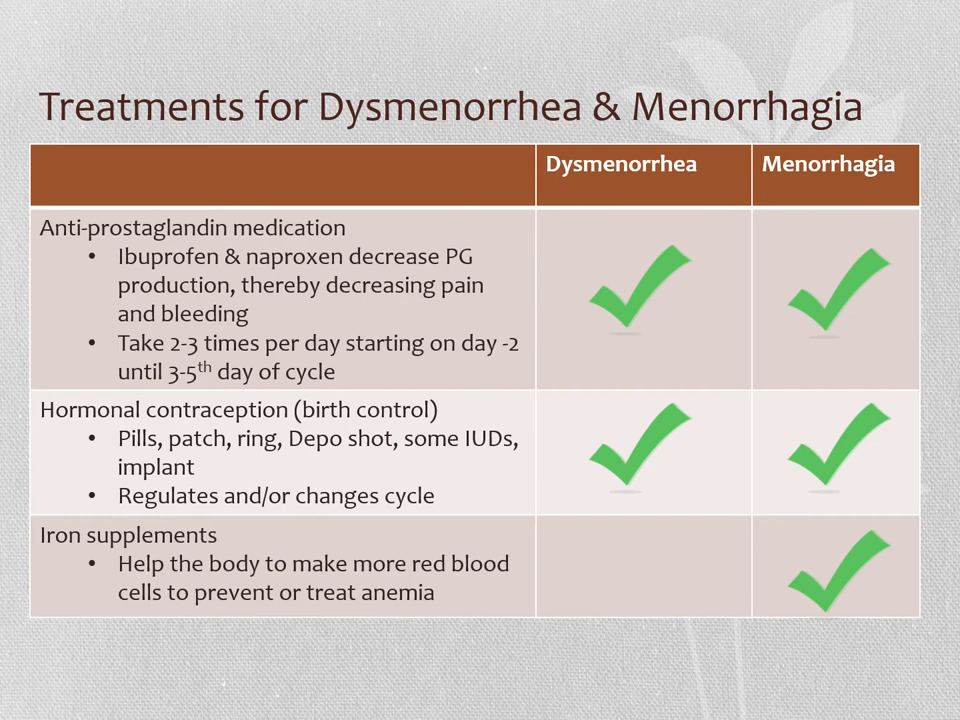 Treatments for Dysmenorrhea & Menorrhagia
Dysmenorrhea
Menorrhagia
Anti-prostaglandin medication
• Ibuprofen & naproxen decrease PG
production, thereby decreasing pain
and bleeding
• Take 2-3 times per day starting on day -2
until 3-5th day of cycle
Hormonal contraception (birth control)
• Pills, patch, ring, Depo shot, some IUDs,
implant
• Regulates and/or changes cycle
Iron supplements
• Help the body to make more red blood
cells to prevent or treat anemia